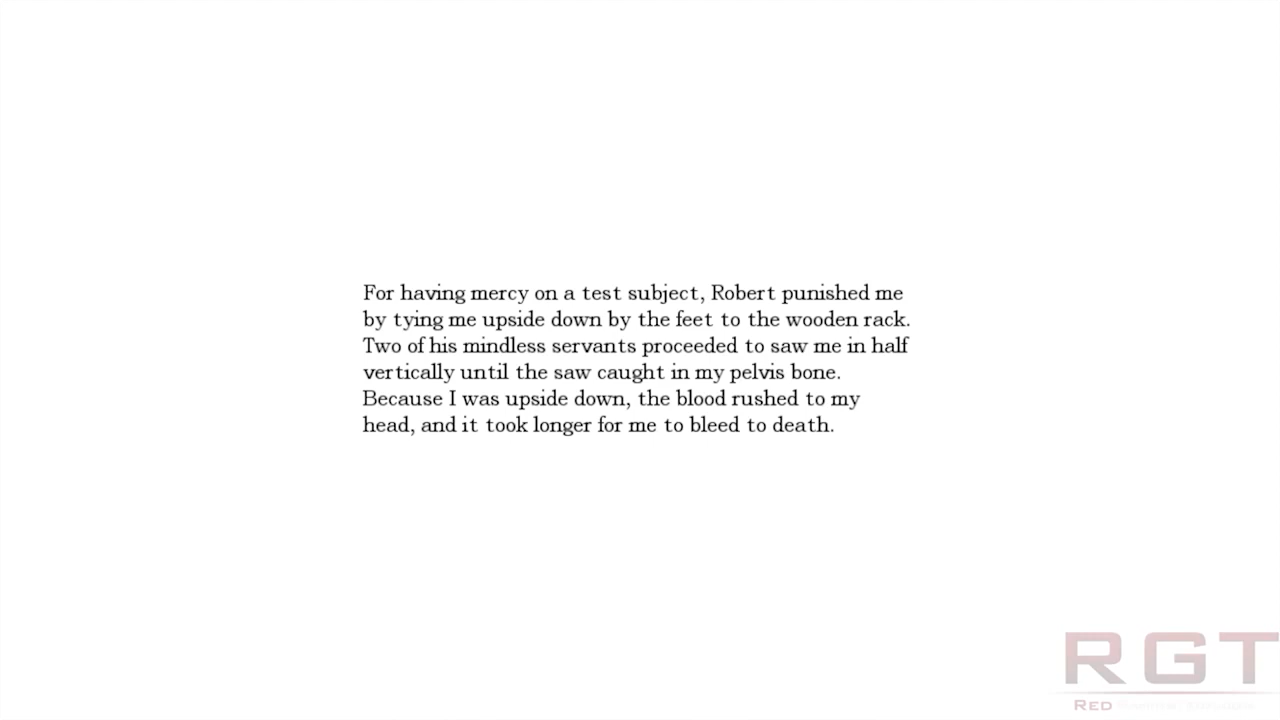 For having mercy on a test subject, Robert punished me
by tying me upside down by the feet to the wooden rack.
Two of his mindless servants proceeded to saw me in half
vertically until the saw caught in my pelvis bone.
Because I was upside down, the blood rushed to my
head, and it took longer for me to bleed to death.
RGT
RED